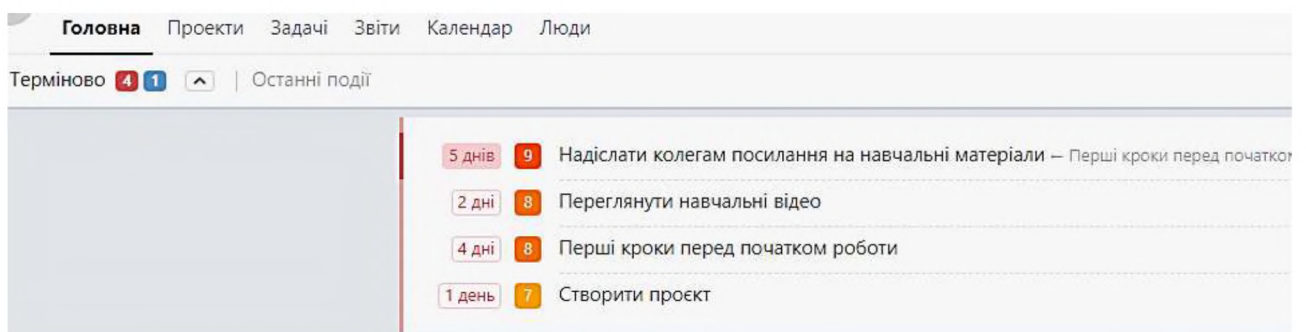 Головна Проекти Задачі Звіти Календар Люди
Терміново 4 1 | Останні події
5 днів 9 Надіслати колегам посилання на навчальні матеріали – Перші кроки перед
2 дні 8 Переглянути навчальні відео
4 дні 8 Перші кроки перед початком роботи
1 день 7 Створити проєкт